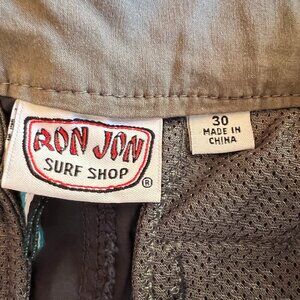 RON JON
SURF SHOP
®
30
MADE IN
CHINA